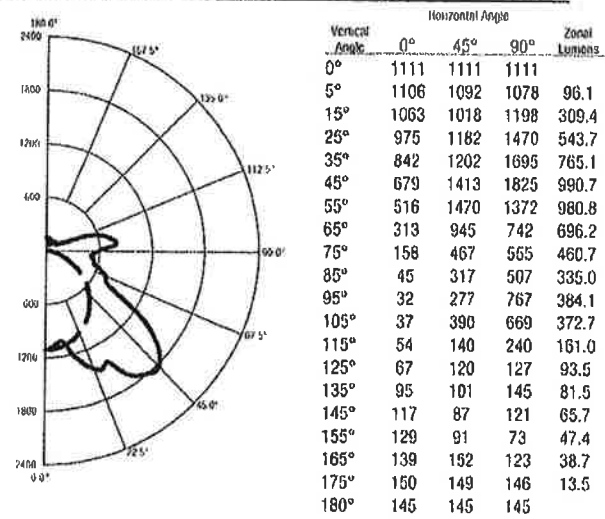 180.0°
2400
157.5°
1800
135.0°
1200
112.5°
600
90.0°
600
67.5°
1200
45.0°
1800
22.5°
2400
0.0°
Horizontal Angle
Vertical Angle 0° 45° 90° Zonal Lumens
0° 1111 1111 1111
5° 1106 1092 1078 96.1
15° 1063 1018 1198 309.4
25° 975 1182 1470 543.7
35° 842 1202 1695 765.1
45° 679 1413 1825 990.7
55° 516 1470 1372 980.8
65° 313 945 742 696.2
75° 158 467 555 460.7
85° 45 317 507 335.0
95° 32 277 767 384.1
105° 37 390 669 372.7
115° 54 140 240 161.0
125° 67 120 127 93.5
135° 95 101 145 81.5
145° 117 87 121 65.7
155° 129 91 73 47.4
165° 139 152 123 38.7
175° 150 149 146 13.5
180° 145 145 145